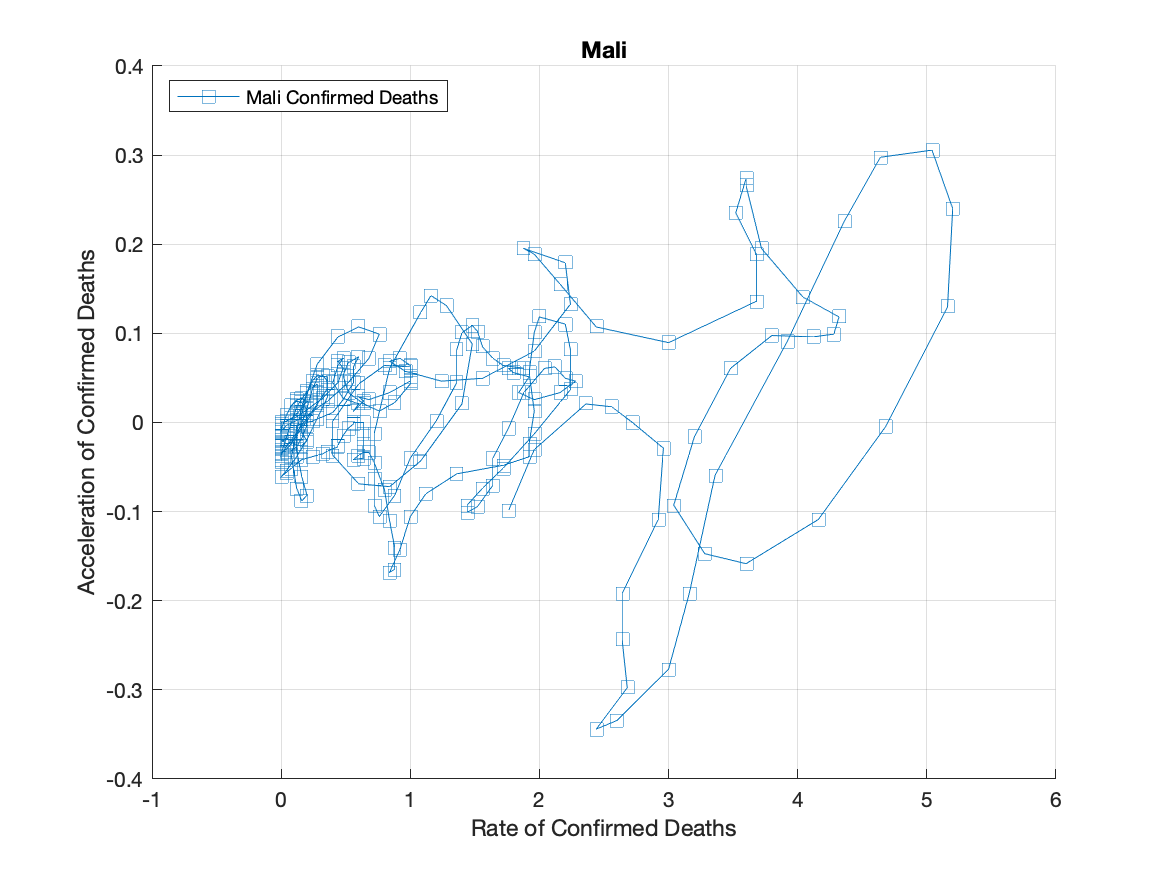 Mali
Mali Confirmed Deaths
0.4
0.3
0.2
0.1
0
-0.1
-0.2
-0.3
-0.4
Acceleration of Confirmed Deaths
-1 0 1 2 3 4 5 6
Rate of Confirmed Deaths